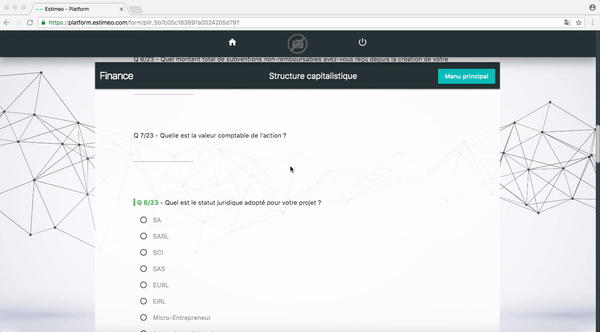 Estimeo - Platform
https://platform.estimeo.com/form/pilr_5b7c05c183897a0024205d79?
Q 6/23 - Quel montant total de subventions non-remboursables avez-vous reçu depuis la création de votre
Finance
Structure capitalistique
Menu principal
Q 7/23 - Quelle est la valeur comptable de l'action ?
Q 8/23 - Quel est le statut juridique adopté pour votre projet ?
SA
SARL
SCI
SAS
EURL
EIRL
Micro-Entrepreneur